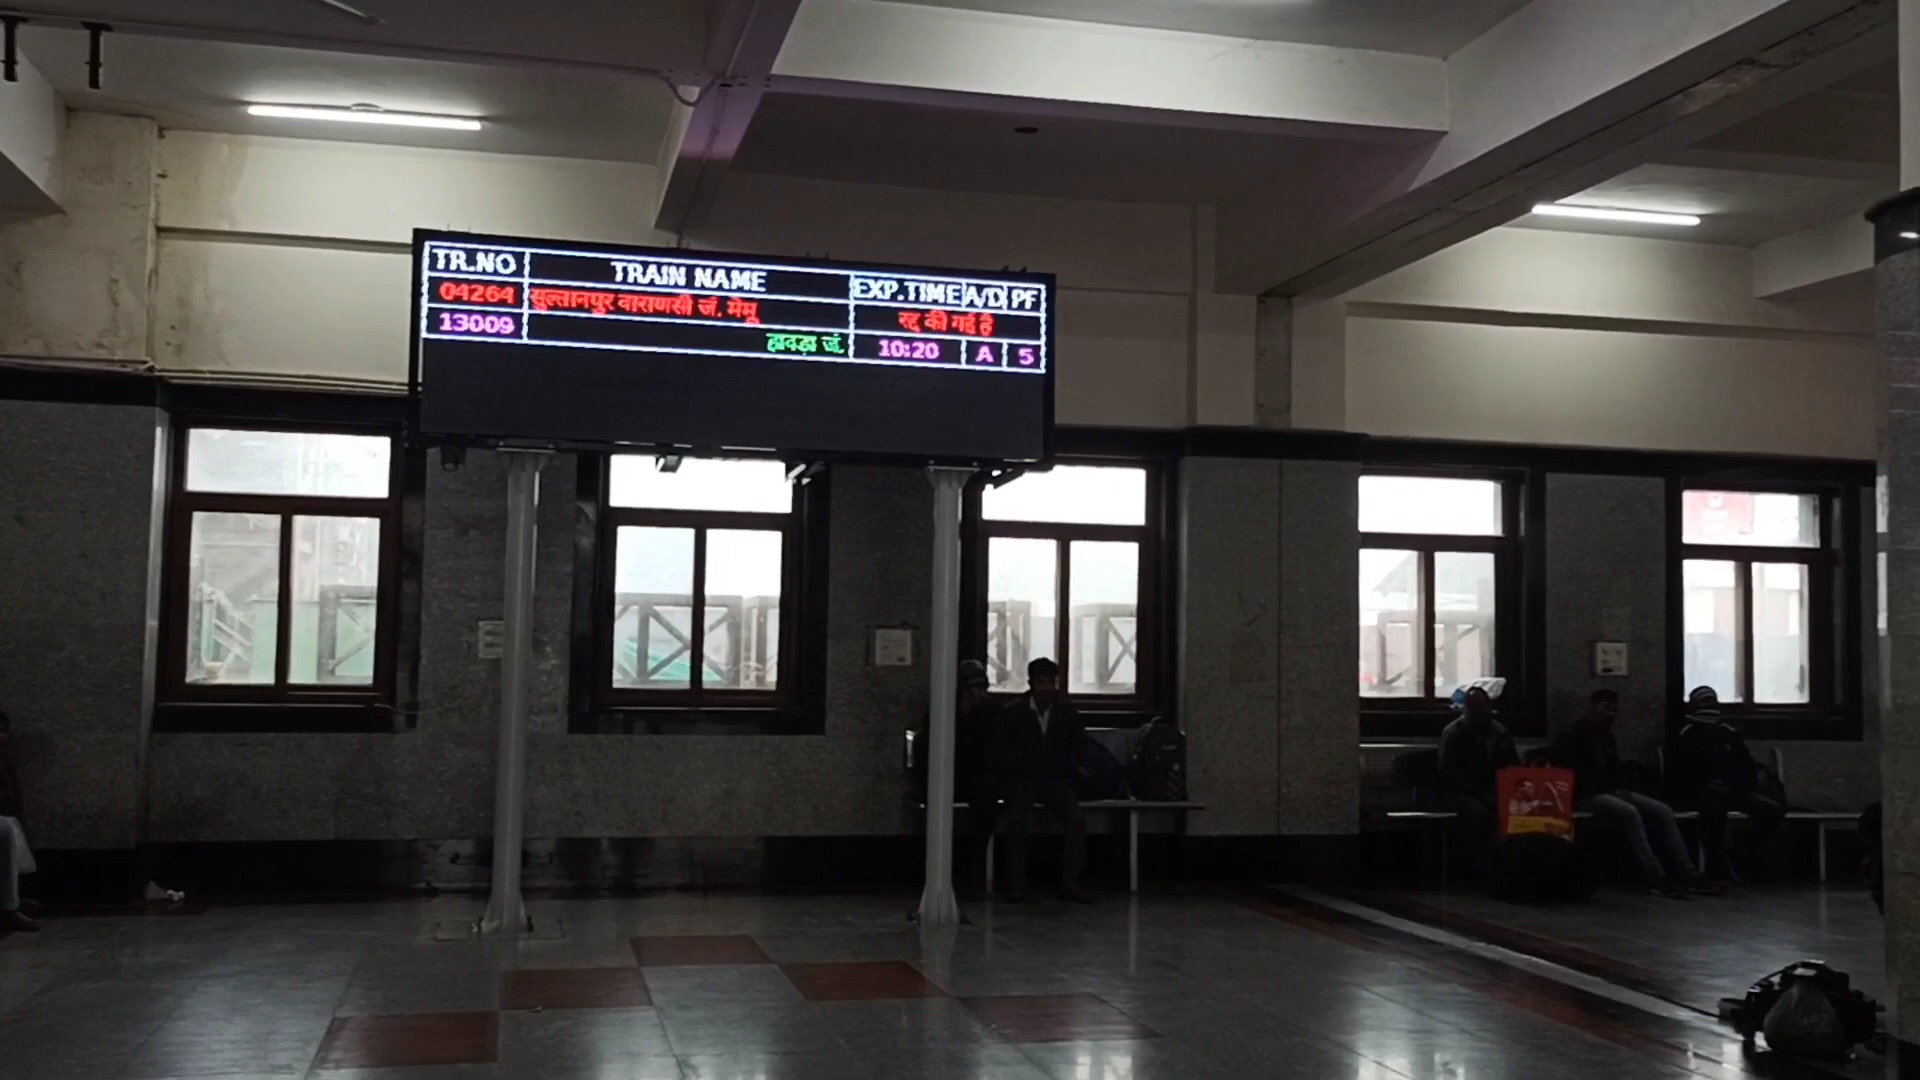 TR.NO TRAIN NAME EXP.TIME A/D PF
04264 सुल्तानपुर वाराणसी जं. मेमू रद्द की गई है
13009 हावड़ा जं. 10:20 A 5